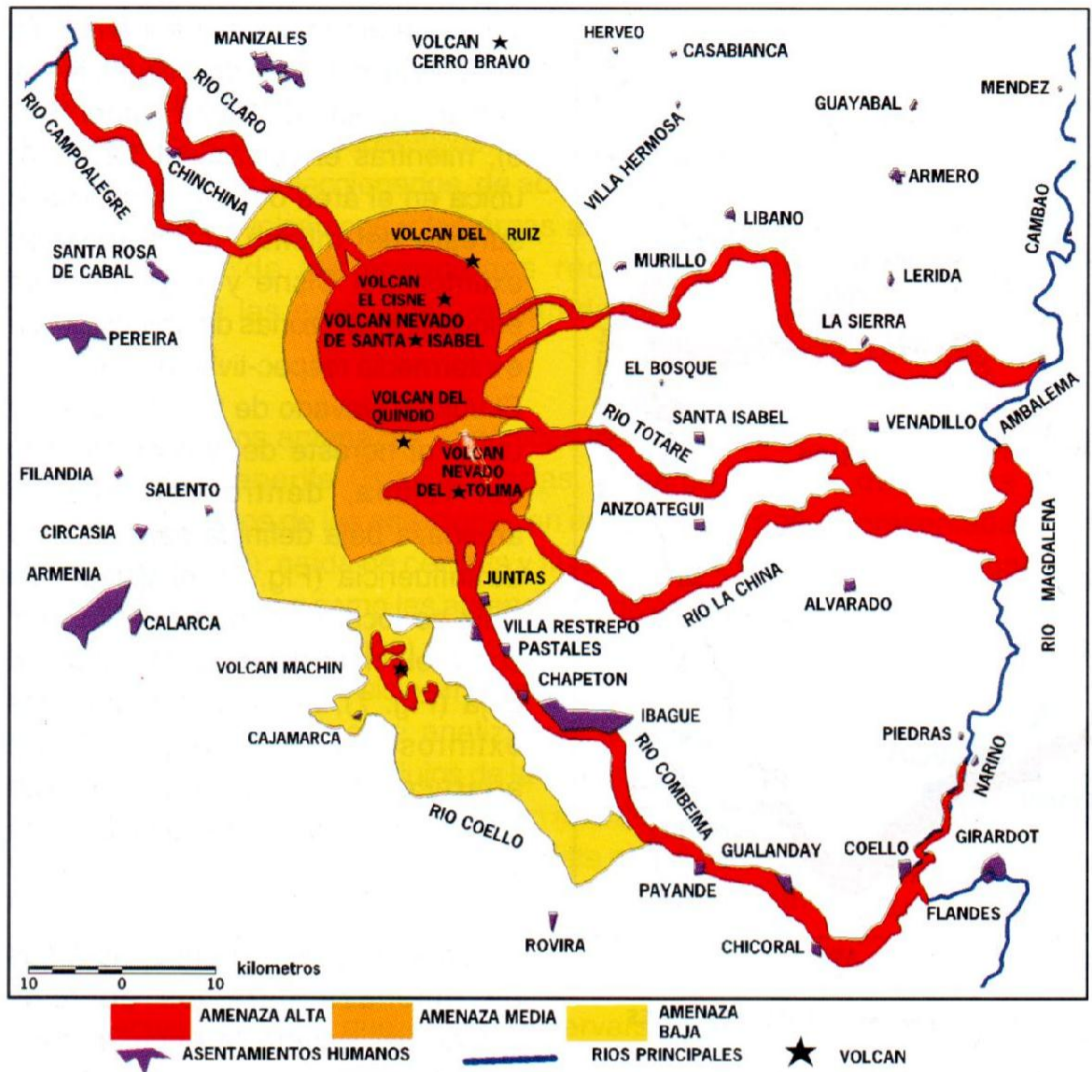 MANIZALES
VOLCAN
CERRO BRAVO
HERVEO
CASABIANCA
MENDEZ
GUAYABAL
RIO CLARO
RIO CAMPOALEGRE
CHINCHINA
VILLA HERMOSA
ARMERO
CAMBAO
LIBANO
SANTA ROSA
DE CABAL
VOLCAN DEL RUIZ
MURILLO
LERIDA
VOLCAN
EL CISNE
VOLCAN NEVADO
DE SANTA ISABEL
PEREIRA
LA SIERRA
EL BOSQUE
AMBALEMA
VOLCAN DEL
QUINDIO
RIO TOTARE
SANTA ISABEL
VENADILLO
VOLCAN
NEVADO
DEL TOLIMA
FILANDIA
SALENTO
ANZOATEGUI
CIRCASIA
RIO MAGDALENA
ARMENIA
JUNTAS
RIO LA CHINA
ALVARADO
CALARCA
VILLA RESTREPO
PASTALES
VOLCAN MACHIN
CHAPETON
IBAGUE
CAJAMARCA
PIEDRAS
NARINO
RIO COMBEIMA
RIO COELLO
GUALANDAY
COELLO
GIRARDOT
PAYANDE
FLANDES
ROVIRA
CHICORAL
kilometros
10 0 10
AMENAZA ALTA
AMENAZA MEDIA
AMENAZA
BAJA
ASENTAMIENTOS HUMANOS
RIOS PRINCIPALES
VOLCAN